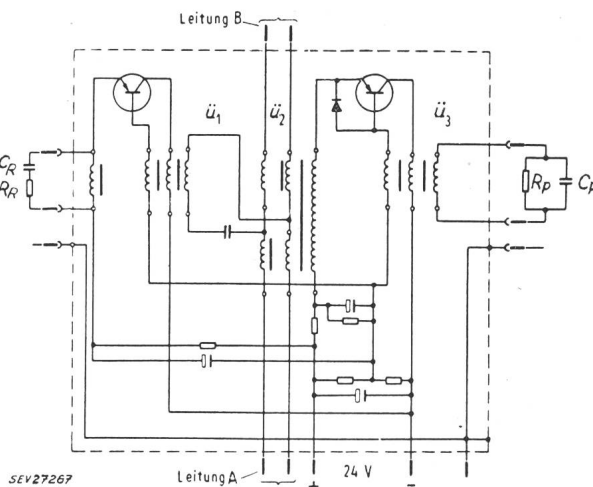 Leitung B
ü1
ü2
ü3
CR
RR
Rp
Cp
Leitung A
+
24 V
−
SEV27267